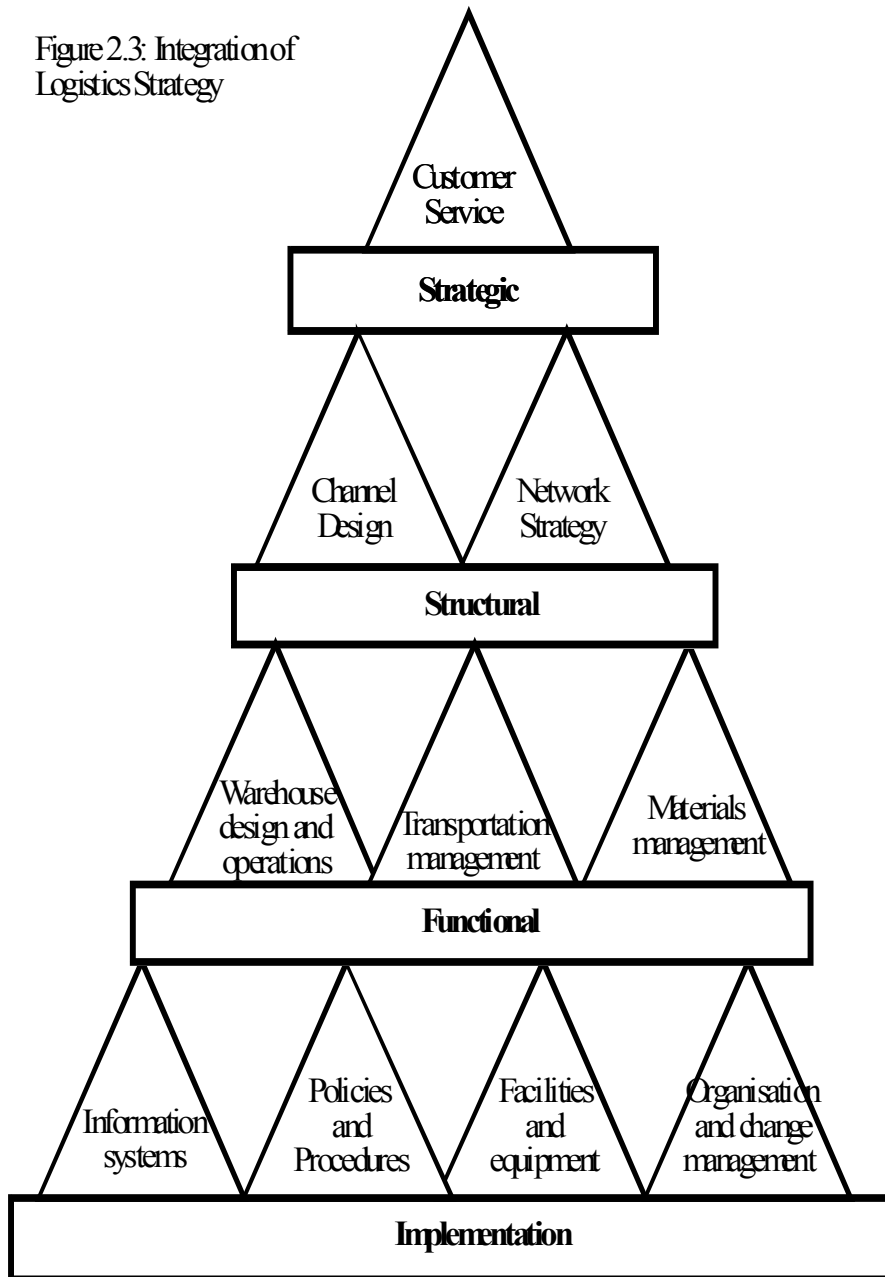 Figure 2.3: Integration of
Logistics Strategy
Customer
Service
Strategic
Channel
Design
Network
Strategy
Structural
Warehouse
design and
operations
Transportation
management
Materials
management
Functional
Information
systems
Policies
and
Procedures
Facilities
and
equipment
Organisation
and change
management
Implementation